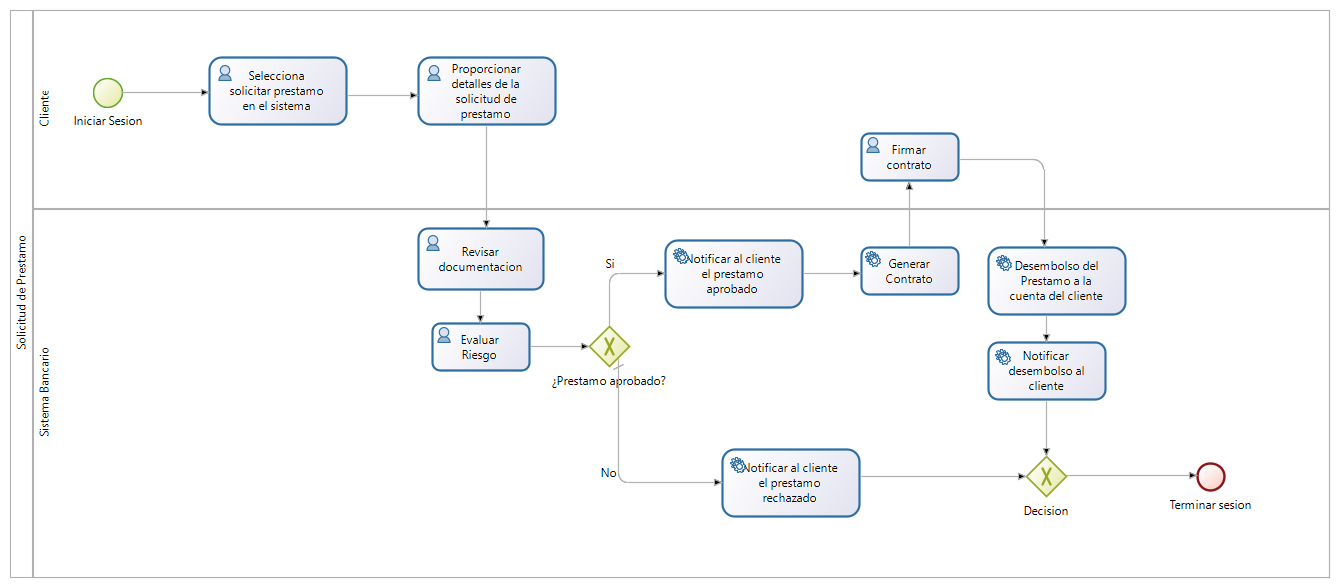 Solicitud de Prestamo
Cliente
Iniciar Sesion
Selecciona
solicitar prestamo
en el sistema
Proporcionar
detalles de la
solicitud de
prestamo
Firmar
contrato
Sistema Bancario
Revisar
documentacion
Evaluar
Riesgo
¿Prestamo aprobado?
Si
Notificar al cliente
el prestamo
aprobado
Generar
Contrato
Desembolso del
Prestamo a la
cuenta del cliente
Notificar
desembolso al
cliente
No
Notificar al cliente
el prestamo
rechazado
Decision
Terminar sesion